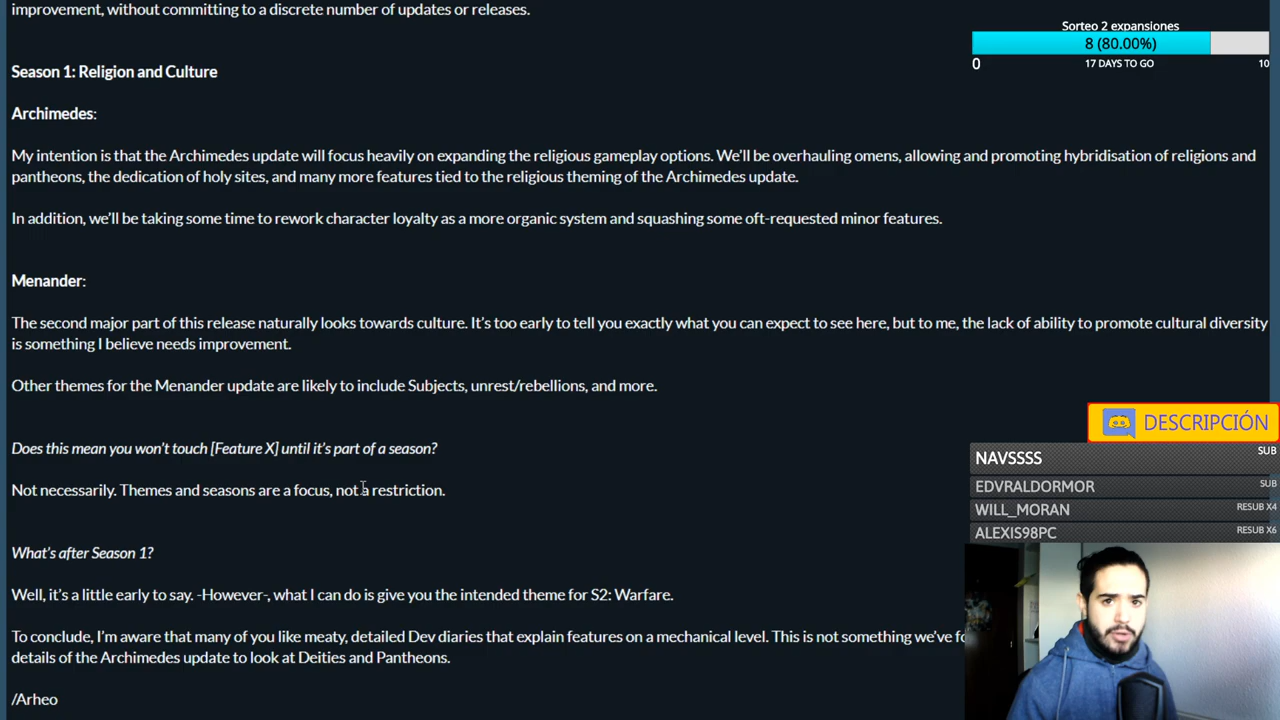 improvement, without committing to a discrete number of updates or releases.
Season 1: Religion and Culture
Archimedes:
My intention is that the Archimedes update will focus heavily on expanding the religious gameplay options. We'll be overhauling omens, allowing and promoting hybridisation of religions and
pantheons, the dedication of holy sites, and many more features tied to the religious theming of the Archimedes update.
In addition, we'll be taking some time to rework character loyalty as a more organic system and squashing some oft-requested minor features.
Menander:
The second major part of this release naturally looks towards culture. It's too early to tell you exactly what you can expect to see here, but to me, the lack of ability to promote cultural diversity
is something I believe needs improvement.
Other themes for the Menander update are likely to include Subjects, unrest/rebellions, and more.
Does this mean you won't touch [Feature X] until it's part of a season?
Not necessarily. Themes and seasons are a focus, not a restriction.
What's after Season 1?
Well, it's a little early to say. -However-, what I can do is give you the intended theme for S2: Warfare.
To conclude, I'm aware that many of you like meaty, detailed Dev diaries that explain features on a mechanical level. This is not something we've fo
details of the Archimedes update to look at Deities and Pantheons.
/Arheo
Sorteo 2 expansiones
8 (80.00%)
0 17 DAYS TO GO 10
DESCRIPCIÓN
NAVSSSS SUB
EDVRALDORMOR SUB
WILL_MORAN RESUB X4
ALEXIS98PC RESUB X6